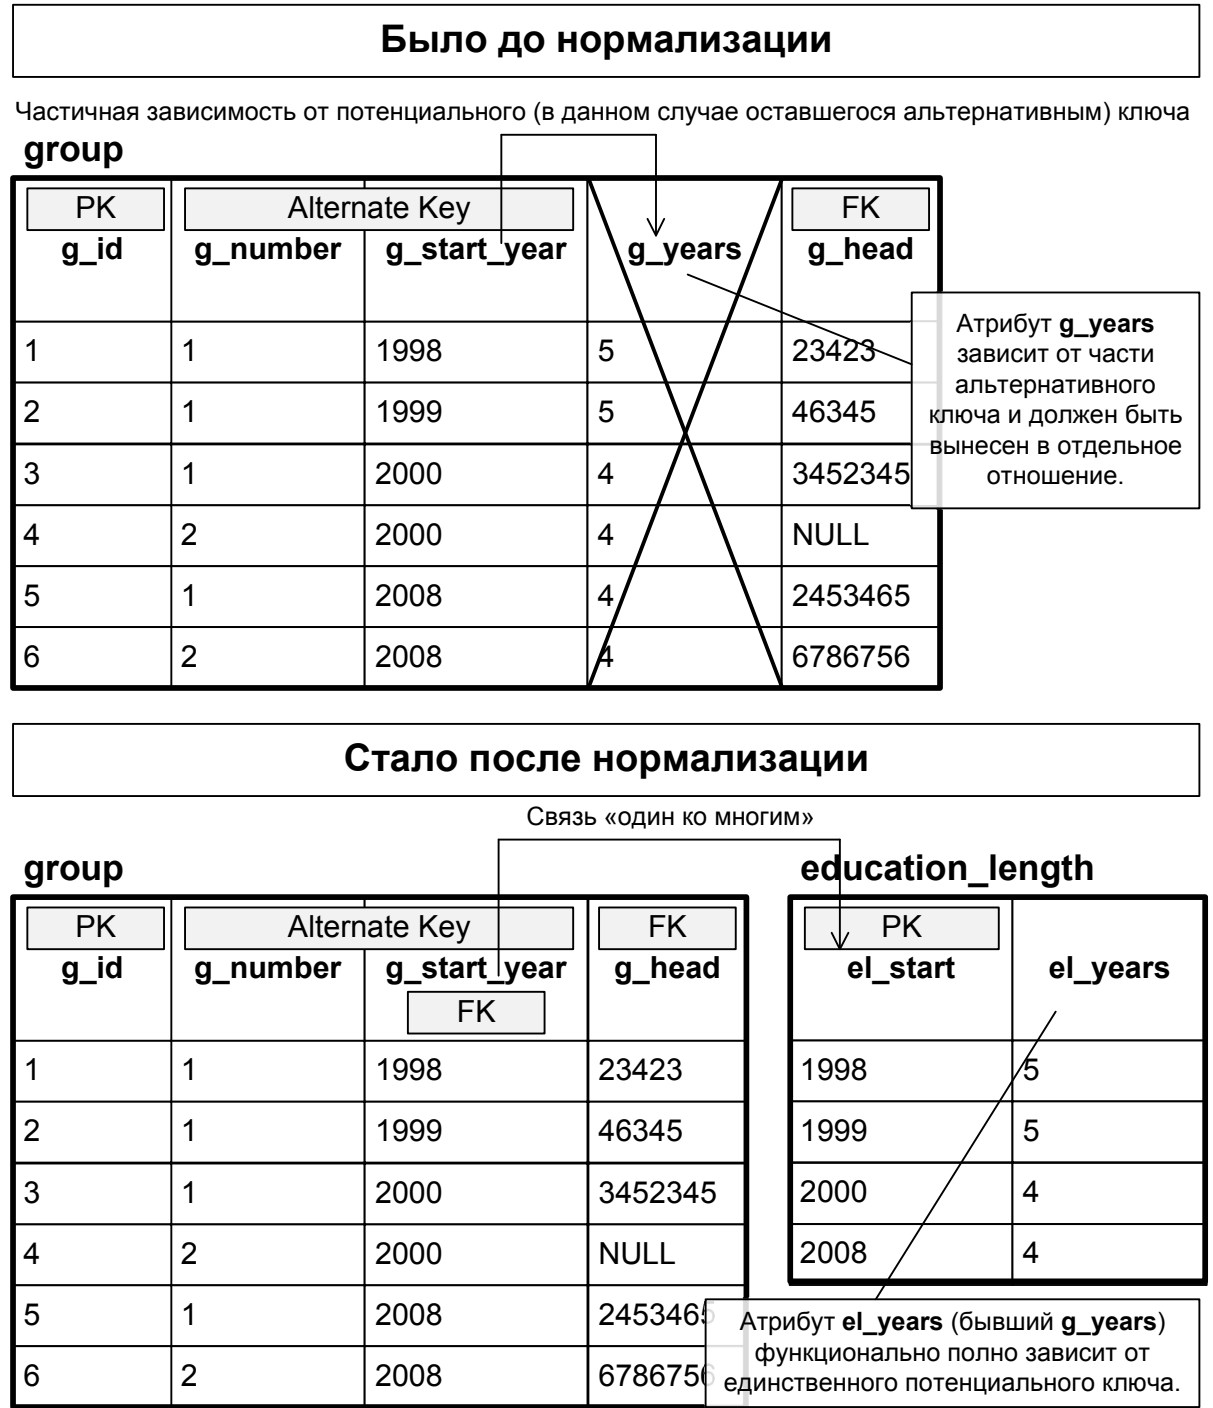 Было до нормализации
Частичная зависимость от потенциального (в данном случае оставшегося альтернативным) ключа
group
PK Alternate Key FK
g_id g_number g_start_year g_years g_head
1 1 1998 5 23423
2 1 1999 5 46345
3 1 2000 4 3452345
4 2 2000 4 NULL
5 1 2008 4 2453465
6 2 2008 4 6786756
Атрибут g_years
зависит от части
альтернативного
ключа и должен быть
вынесен в отдельное
отношение.
Стало после нормализации
Связь «один ко многим»
group
PK Alternate Key FK
g_id g_number g_start_year g_head
FK
1 1 1998 23423
2 1 1999 46345
3 1 2000 3452345
4 2 2000 NULL
5 1 2008 2453465
6 2 2008 6786756
education_length
PK
el_start el_years
1998 5
1999 5
2000 4
2008 4
Атрибут el_years (бывший g_years)
функционально полно зависит от
единственного потенциального ключа.